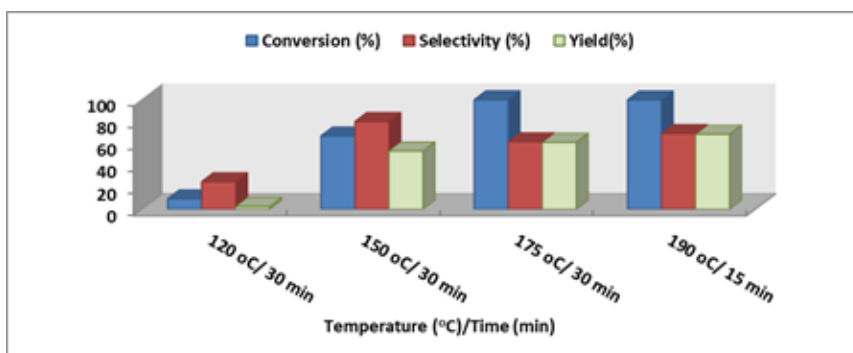 Conversion (%) Selectivity (%) Yield(%)
100
80
60
40
20
0
120 oC/ 30 min
150 oC/ 30 min
175 oC/ 30 min
190 oC/ 15 min
Temperature (°C)/Time (min)